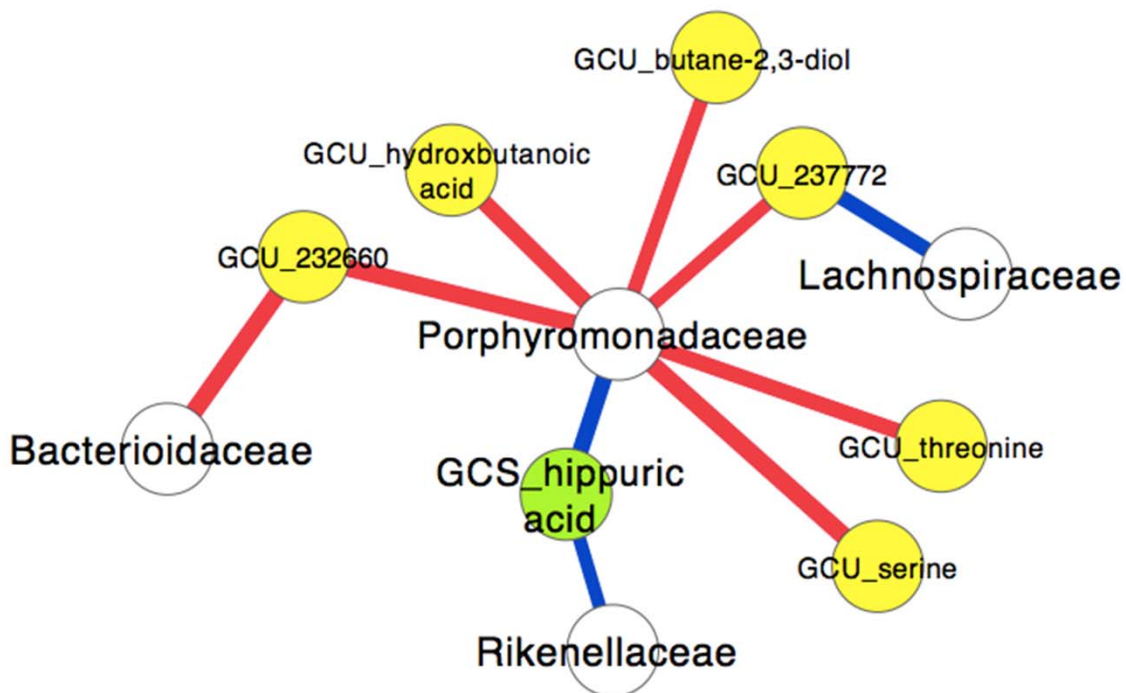 GCU_butane-2,3-diol
GCU_hydroxbutanoic
acid
GCU_237772
GCU_232660
Lachnospiraceae
Porphyromonadaceae
GCU_threonine
Bacterioidaceae
GCS_hippuric
acid
GCU_serine
Rikenellaceae